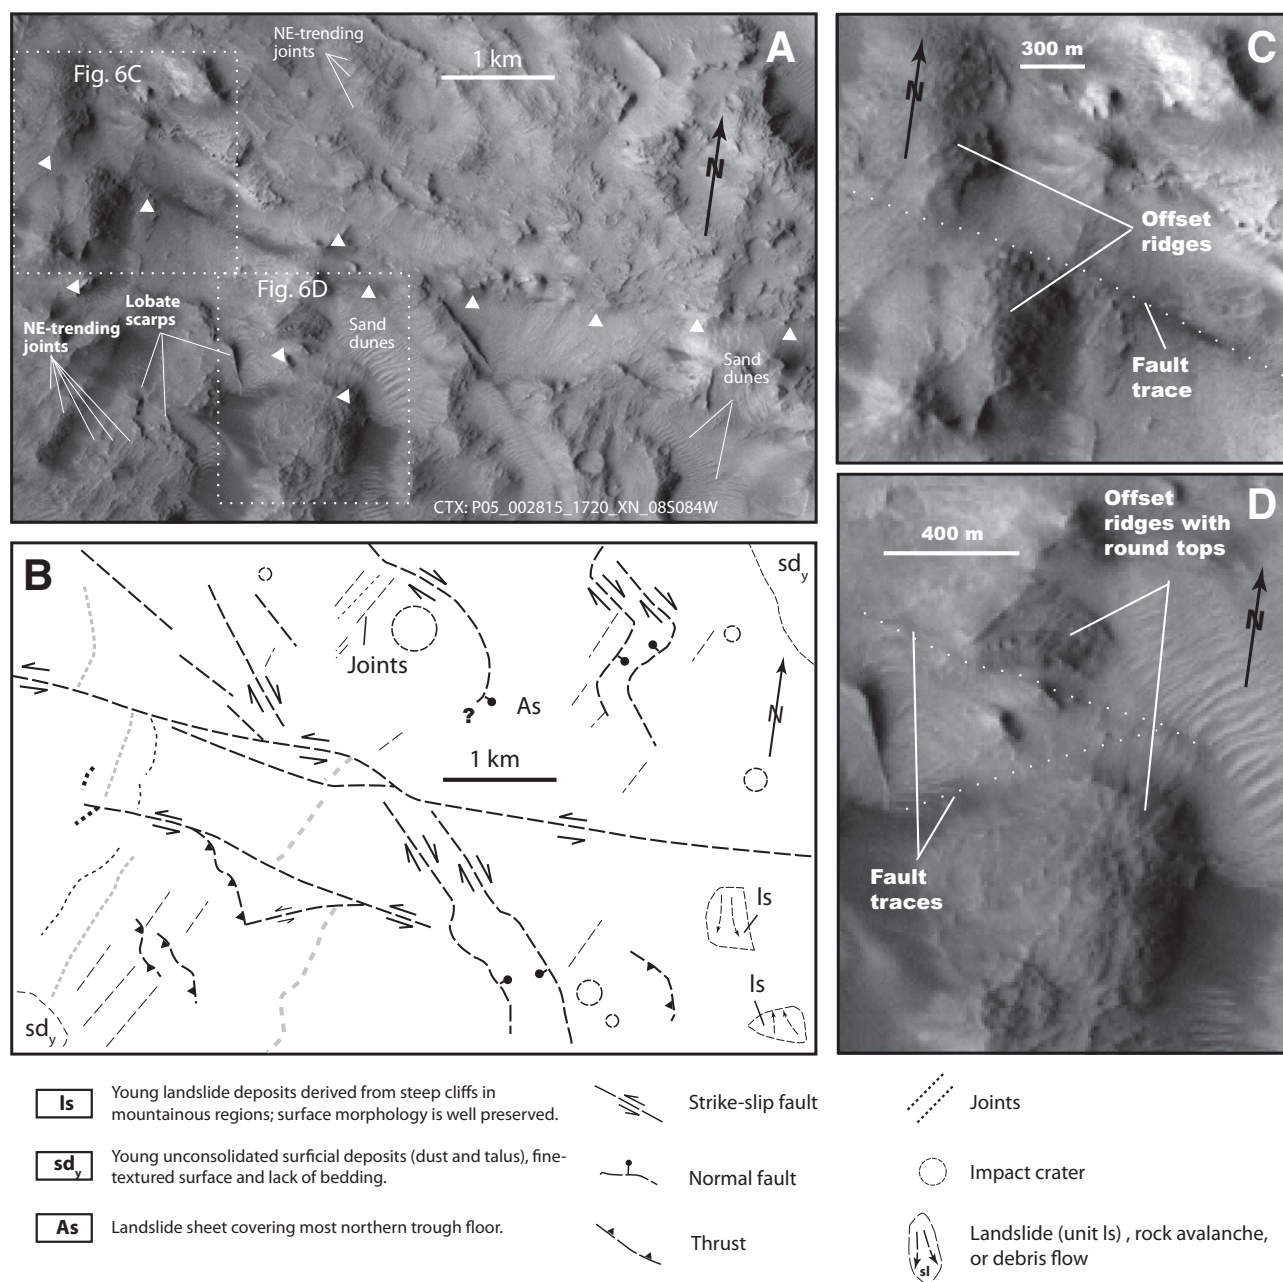 A
NE-trending
joints
1 km
Fig. 6C
N
Fig. 6D
Lobate
scarps
NE-trending
joints
Sand
dunes
Sand
dunes
CTX: P05_002815_1720_XN_08S084W
C
300 m
N
Offset
ridges
Fault
trace
B
sdy
Joints
As
?
N
1 km
ls
ls
sdy
D
Offset
ridges with
round tops
400 m
N
Fault
traces
ls
Young landslide deposits derived from steep cliffs in
mountainous regions; surface morphology is well preserved.
sdy
Young unconsolidated surficial deposits (dust and talus), fine-
textured surface and lack of bedding.
As
Landslide sheet covering most northern trough floor.
Strike-slip fault
Normal fault
Thrust
Joints
Impact crater
Landslide (unit ls) , rock avalanche,
or debris flow
sl